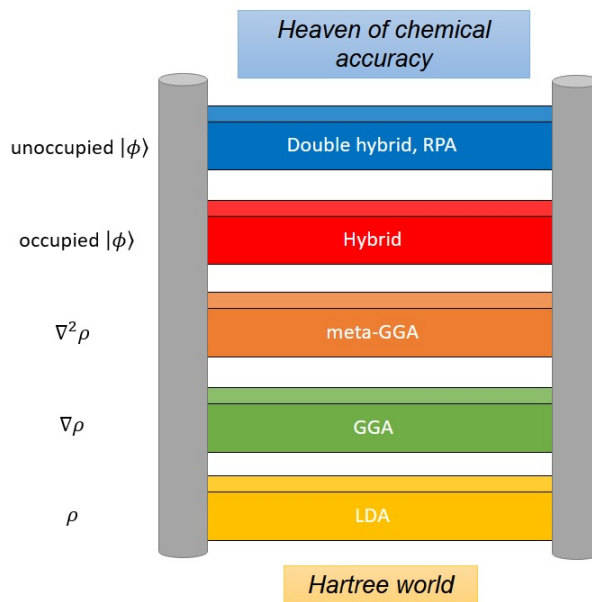 Heaven of chemical
accuracy
unoccupied |ϕ⟩
Double hybrid, RPA
occupied |ϕ⟩
Hybrid
∇²ρ
meta-GGA
∇ρ
GGA
ρ
LDA
Hartree world